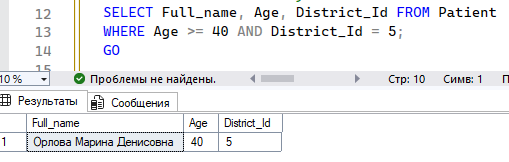 12 SELECT Full_name, Age, District_Id FROM Patient
13 WHERE Age >= 40 AND District_Id = 5;
14 GO
15
10 % Проблемы не найдены. Стр: 10 Симв: 1
Результаты Сообщения
Full_name Age District_Id
1 Орлова Марина Денисовна 40 5